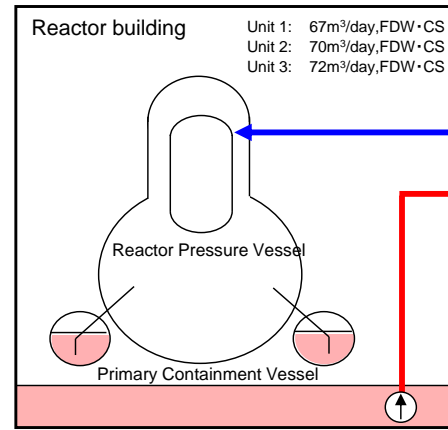 Reactor building
Unit 1: 67m³/day,FDW・CS
Unit 2: 70m³/day,FDW・CS
Unit 3: 72m³/day,FDW・CS
Reactor Pressure Vessel
Primary Containment Vessel